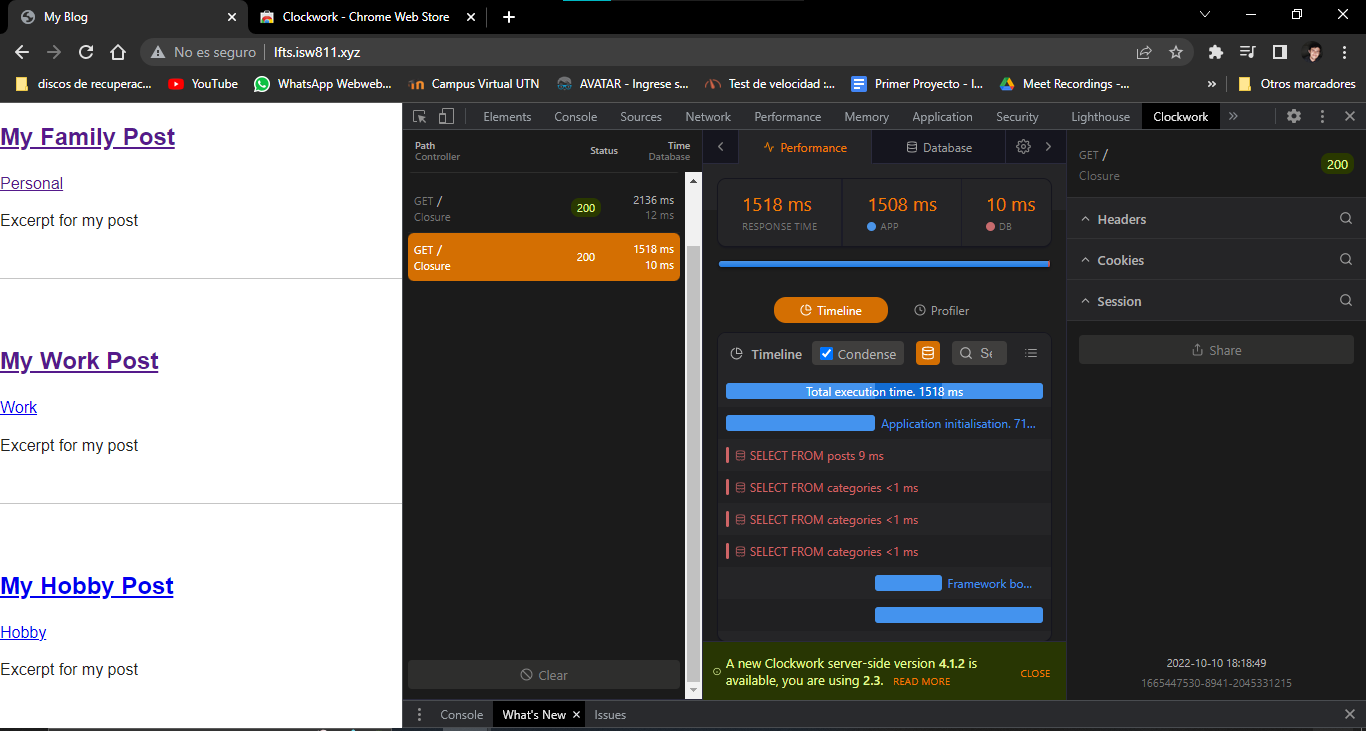 My Blog
Clockwork - Chrome Web Store
No es seguro
lfts.isw811.xyz
discos de recuperac...
YouTube
WhatsApp Webweb...
Campus Virtual UTN
AVATAR - Ingrese s...
Test de velocidad :...
Primer Proyecto - I...
Meet Recordings -...
»
Otros marcadores
My Family Post
Personal
Excerpt for my post
My Work Post
Work
Excerpt for my post
My Hobby Post
Hobby
Excerpt for my post
Elements
Console
Sources
Network
Performance
Memory
Application
Security
Lighthouse
Clockwork
»
Path
Controller
Status
Time
Database
GET /
Closure
200
2136 ms
12 ms
GET /
Closure
200
1518 ms
10 ms
Clear
Performance
Database
1518 ms
RESPONSE TIME
1508 ms
APP
10 ms
DB
Timeline
Profiler
Timeline
Condense
Total execution time. 1518 ms
Application initialisation. 71...
SELECT FROM posts 9 ms
SELECT FROM categories <1 ms
SELECT FROM categories <1 ms
SELECT FROM categories <1 ms
Framework bo...
A new Clockwork server-side version 4.1.2 is
available, you are using 2.3. READ MORE
CLOSE
GET /
Closure
200
Headers
Cookies
Session
Share
2022-10-10 18:18:49
1665447530-8941-2045331215
Console
What's New
Issues